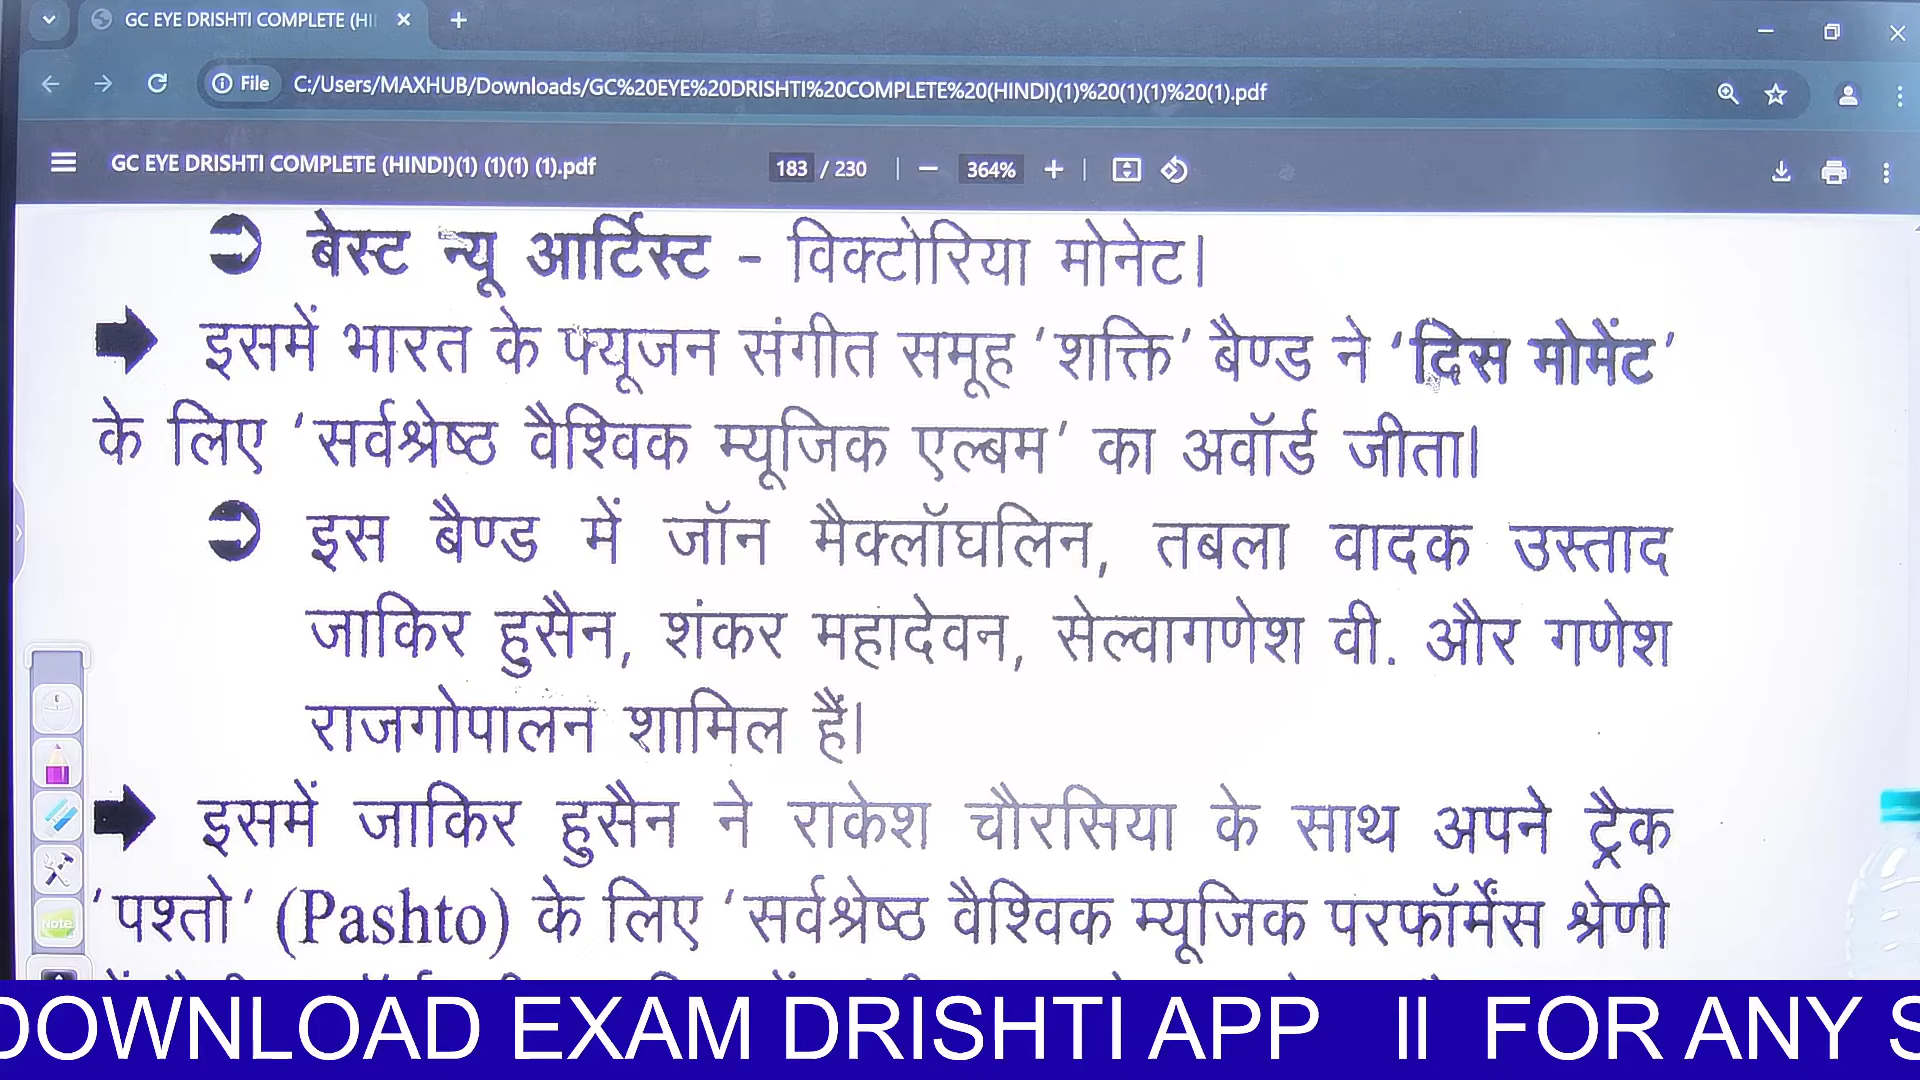 GC EYE DRISHTI COMPLETE (HI
File C:/Users/MAXHUB/Downloads/GC%20EYE%20DRISHTI%20COMPLETE%20(HINDI)(1)%20(1)(1)%20(1).pdf
GC EYE DRISHTI COMPLETE (HINDI)(1) (1)(1) (1).pdf 183 / 230 | − 364% + |
बेस्ट न्यू आर्टिस्ट - विक्टोरिया मोनेट।
इसमें भारत के फ्यूजन संगीत समूह 'शक्ति' बैण्ड ने 'दिस मोमेंट'
के लिए 'सर्वश्रेष्ठ वैश्विक म्यूजिक एल्बम' का अवॉर्ड जीता।
इस बैण्ड में जॉन मैक्लॉघलिन, तबला वादक उस्ताद
जाकिर हुसैन, शंकर महादेवन, सेल्वागणेश वी. और गणेश
राजगोपालन शामिल हैं।
इसमें जाकिर हुसैन ने राकेश चौरसिया के साथ अपने ट्रैक
'पश्तो' (Pashto) के लिए 'सर्वश्रेष्ठ वैश्विक म्यूजिक परफॉर्मेंस श्रेणी
Note
DOWNLOAD EXAM DRISHTI APP II FOR ANY S